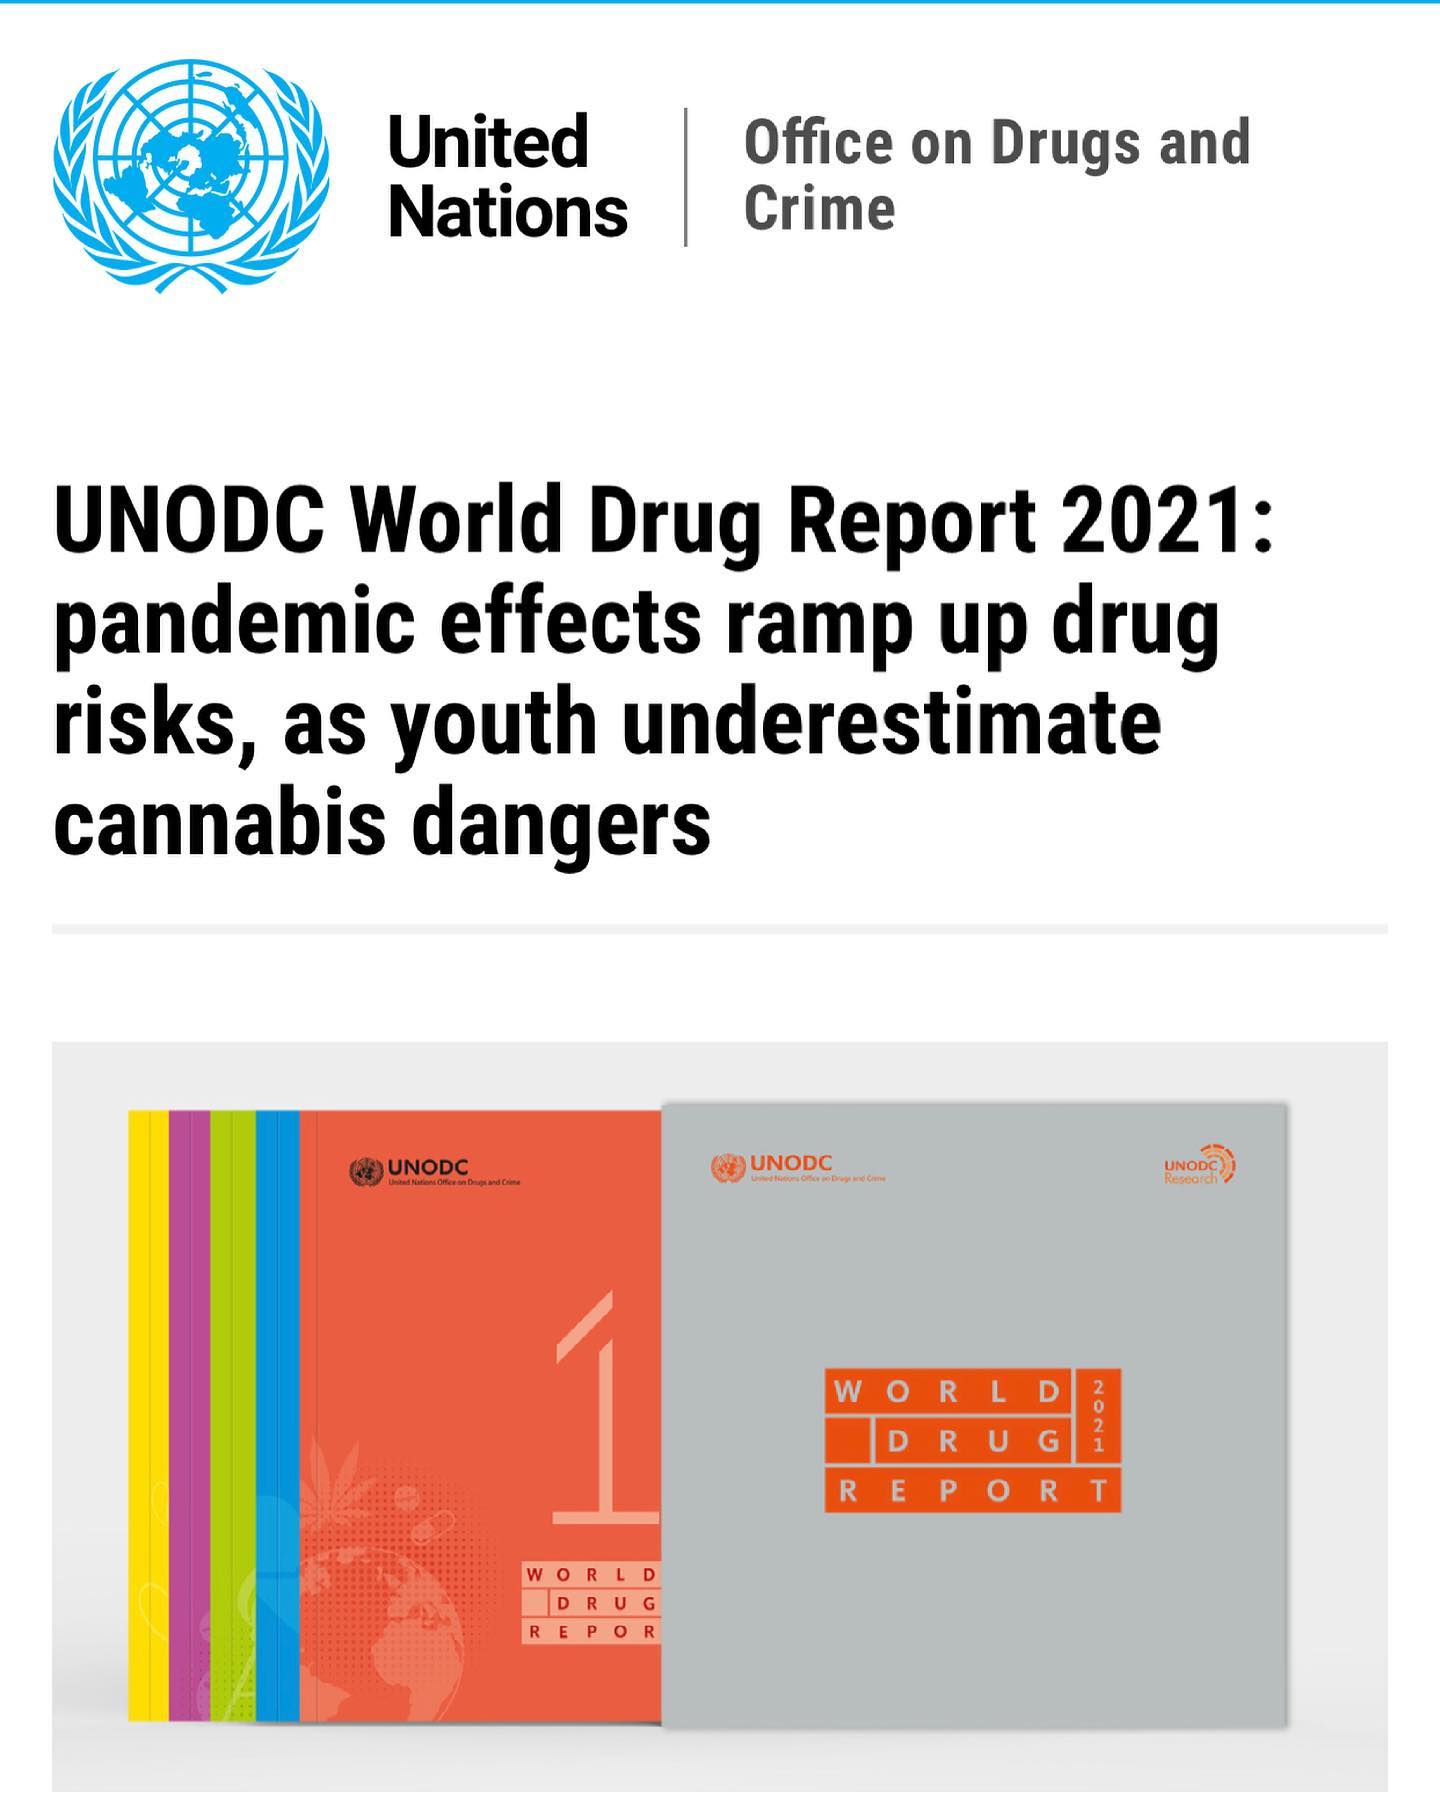 United
Nations
Office on Drugs and
Crime
UNODC World Drug Report 2021:
pandemic effects ramp up drug
risks, as youth underestimate
cannabis dangers
UNODC
United Nations Office on Drugs and Crime
1
WORLD
DRUG
REPOR
UNODC
United Nations Office on Drugs and Crime
UNODC
Research
WORLD
DRUG
REPORT
2021